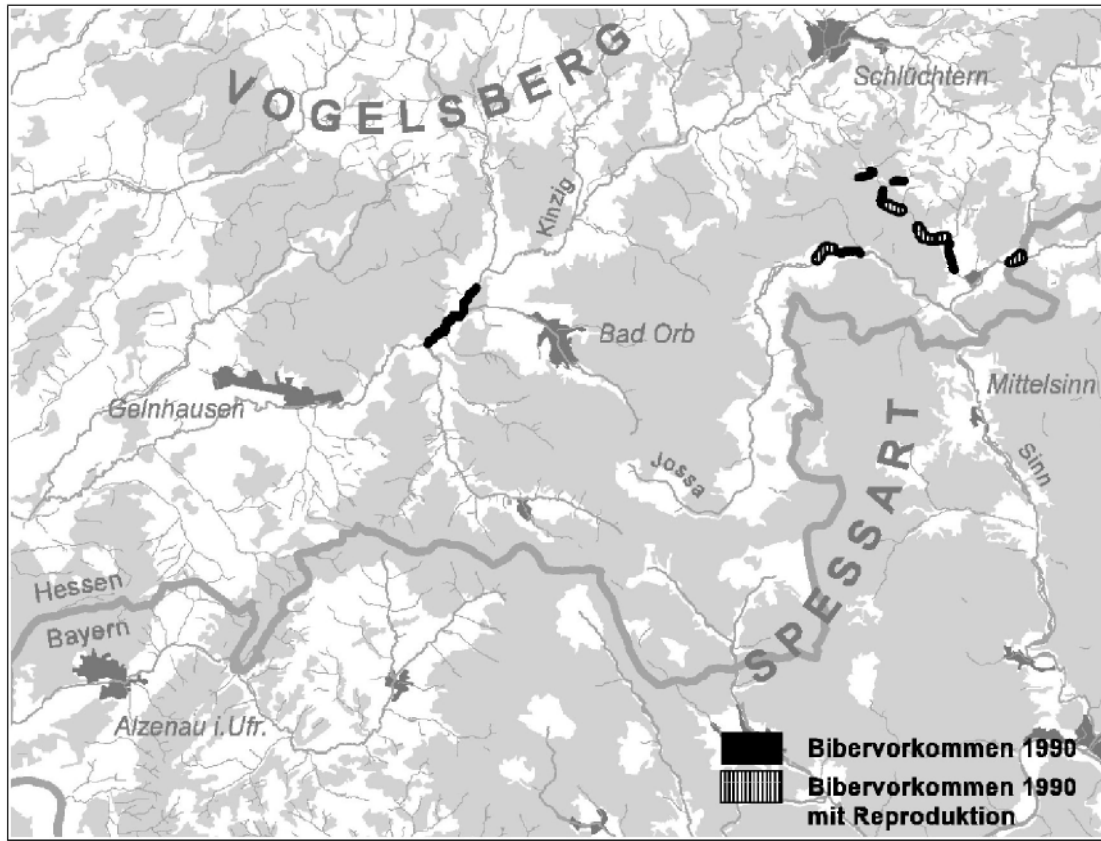 VOGELSBERG
Schlüchtern
Kinzig
Bad Orb
Gelnhausen
Mittelsinn
Jossa
Sinn
SPESSART
Hessen
Bayern
Alzenau i.Ufr.
Bibervorkommen 1990
Bibervorkommen 1990
mit Reproduktion